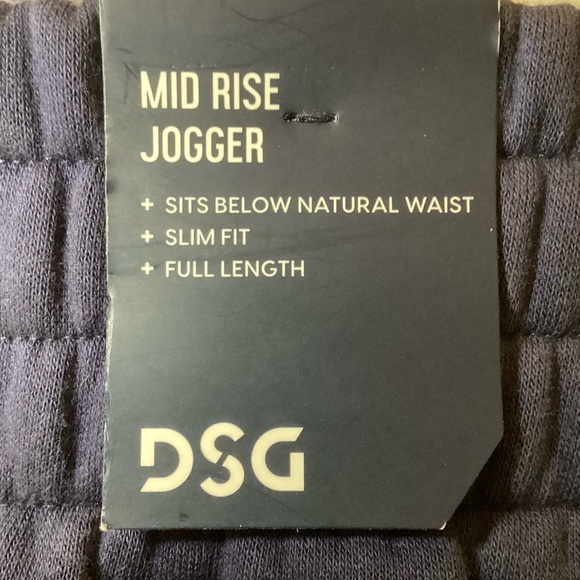 MID RISE
JOGGER
+ SITS BELOW NATURAL WAIST
+ SLIM FIT
+ FULL LENGTH
DSG